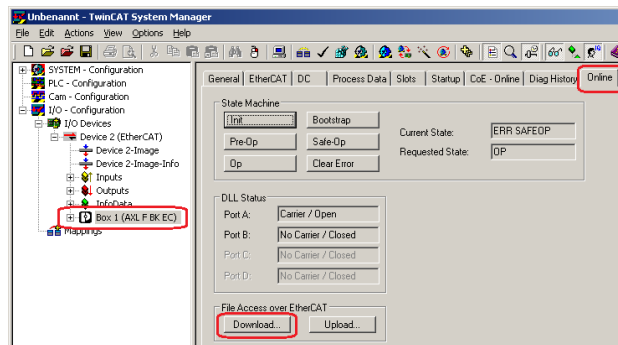 Unbenannt - TwinCAT System Manager
File Edit Actions View Options Help
SYSTEM - Configuration
PLC - Configuration
Cam - Configuration
I/O - Configuration
I/O Devices
Device 2 (EtherCAT)
Device 2-Image
Device 2-Image-Info
Inputs
Outputs
InfoData
Box 1 (AXL F BK EC)
Mappings
General EtherCAT DC Process Data Slots Startup CoE - Online Diag History Online
State Machine
Init Bootstrap
Pre-Op Safe-Op
Op Clear Error
Current State: ERR SAFEOP
Requested State: OP
DLL Status
Port A: Carrier / Open
Port B: No Carrier / Closed
Port C: No Carrier / Closed
Port D: No Carrier / Closed
File Access over EtherCAT
Download... Upload...